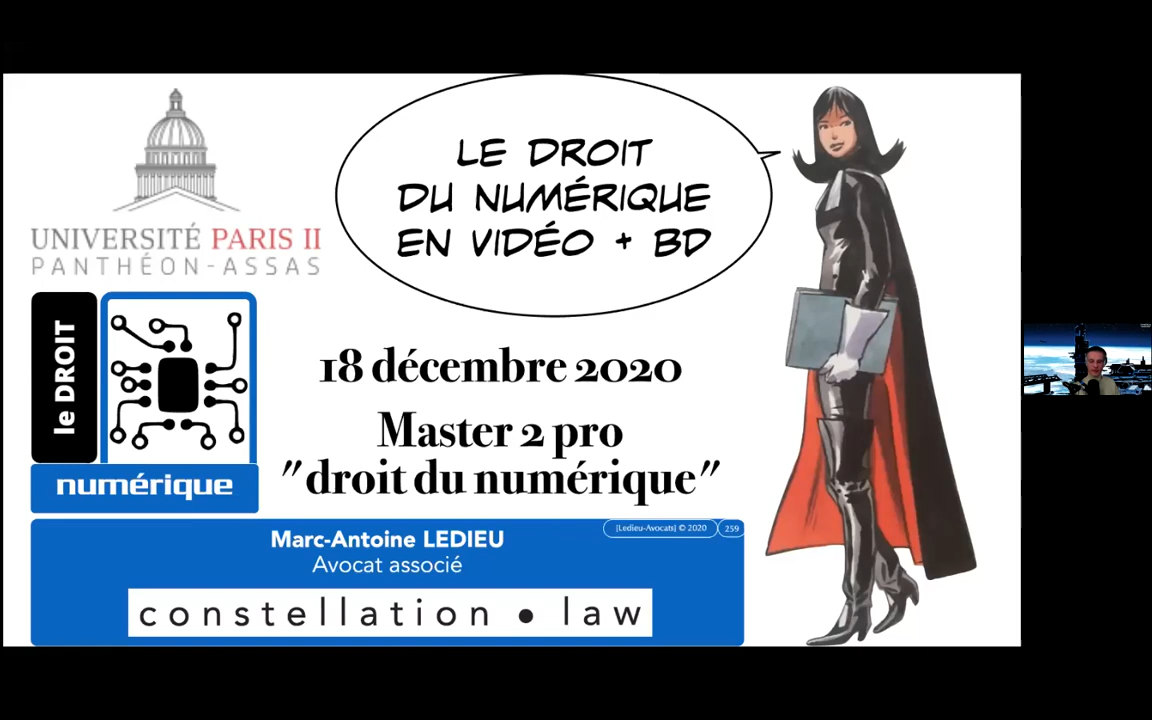 LE DROIT
DU NUMÉRIQUE
EN VIDÉO + BD
UNIVERSITÉ PARIS II
PANTHÉON-ASSAS
le DROIT
numérique
18 décembre 2020
Master 2 pro
"droit du numérique"
[Ledieu-Avocats] © 2020 259
Marc-Antoine LEDIEU
Avocat associé
constellation • law